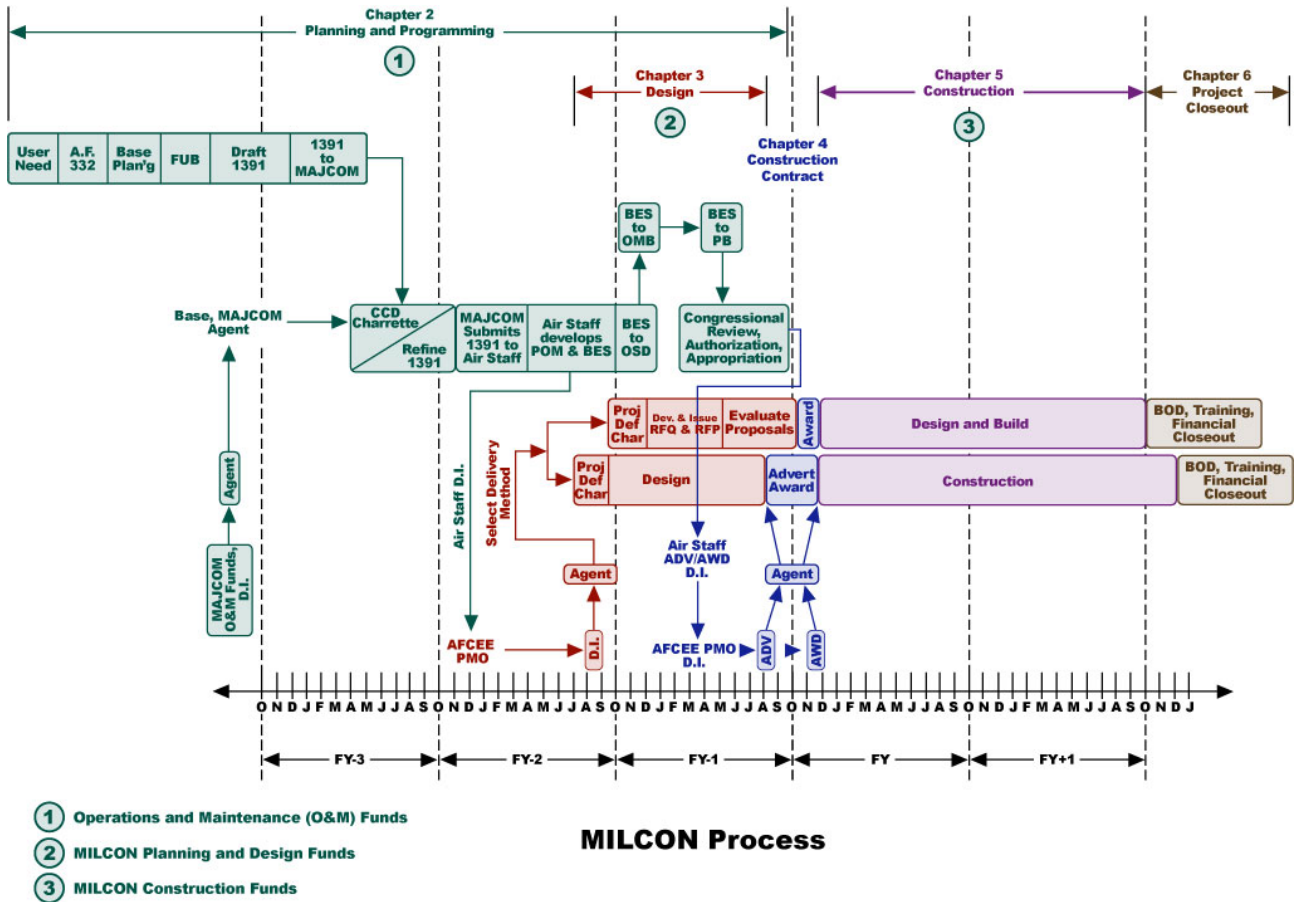 Chapter 2
Planning and Programming
1
Chapter 3
Design
2
Chapter 5
Construction
3
Chapter 6
Project
Closeout
Chapter 4
Construction
Contract
User
Need
A.F.
332
Base
Plan'g
FUB
Draft
1391
1391
to
MAJCOM
BES
to
OMB
BES
to
PB
Base, MAJCOM
Agent
CCD
Charrette
Refine
1391
MAJCOM
Submits
1391 to
Air Staff
Air Staff
develops
POM & BES
BES
to
OSD
Congressional
Review,
Authorization,
Appropriation
Proj
Def
Char
Dev. & Issue
RFQ & RFP
Evaluate
Proposals
Award
Design and Build
BOD, Training,
Financial
Closeout
Proj
Def
Char
Design
Advert
Award
Construction
BOD, Training,
Financial
Closeout
Agent
MAJCOM
O&M Funds,
D.I.
Air Staff D.I.
Select Delivery
Method
Agent
D.I.
AFCEE
PMO
Air Staff
ADV/AWD
D.I.
Agent
AFCEE PMO
D.I.
ADV
AWD
O N D J F M A M J J A S O N D J F M A M J J A S O N D J F M A M J J A S O N D J F M A M J J A S O N D J F M A M J J A S O N D J
FY-3
FY-2
FY-1
FY
FY+1
1 Operations and Maintenance (O&M) Funds
2 MILCON Planning and Design Funds
3 MILCON Construction Funds
MILCON Process